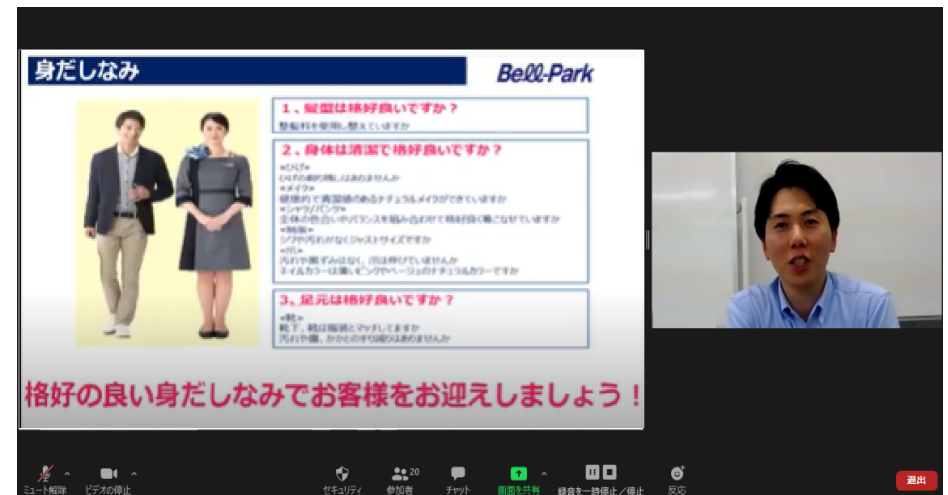 身だしなみ
Bell-Park
1、髪型は格好良いですか？
整髪料を使用し整えていますか
2、身体は清潔で格好良いですか？
≪ひげ≫
ひげの剃り残しはありませんか
≪メイク≫
健康的で清潔感のあるナチュラルメイクができていますか
≪シャツ/パンツ≫
全体の色合いやバランスを組み合わせて格好良く着こなせていますか
≪制服≫
シワや汚れがなくジャストサイズですか
≪爪≫
汚れや黒ずみはなく、爪は伸びていませんか
ネイルカラーは薄いピンクやベージュのナチュラルカラーですか
3、足元は格好良いですか？
≪靴≫
靴下、靴は服装とマッチしてますか
汚れや傷、かかとのすり減りはありませんか
格好の良い身だしなみでお客様をお迎えしましょう！
ミュート解除
ビデオの停止
セキュリティ
20
参加者
チャット
画面を共有
録音を一時停止/停止
反応
退出